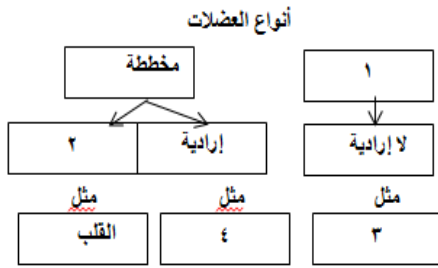 أنواع العضلات
١ مخططة
لا إرادية إرادية ٢
مثل مثل مثل
٣ ٤ القلب